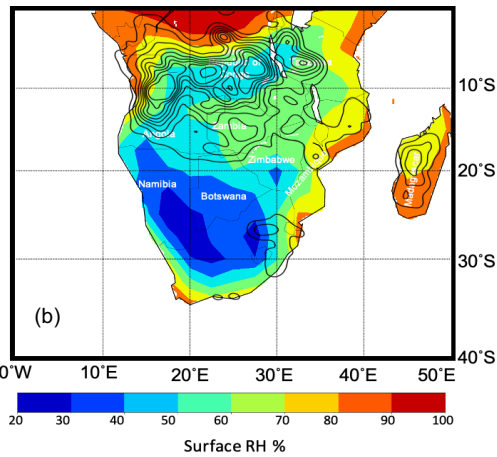 Angola
Zambia
Zimbabwe
Mozambique
Namibia
Botswana
Madagascar
(b)
10°S
20°S
30°S
40°S
0°W 10°E 20°E 30°E 40°E 50°E
20 30 40 50 60 70 80 90 100
Surface RH %